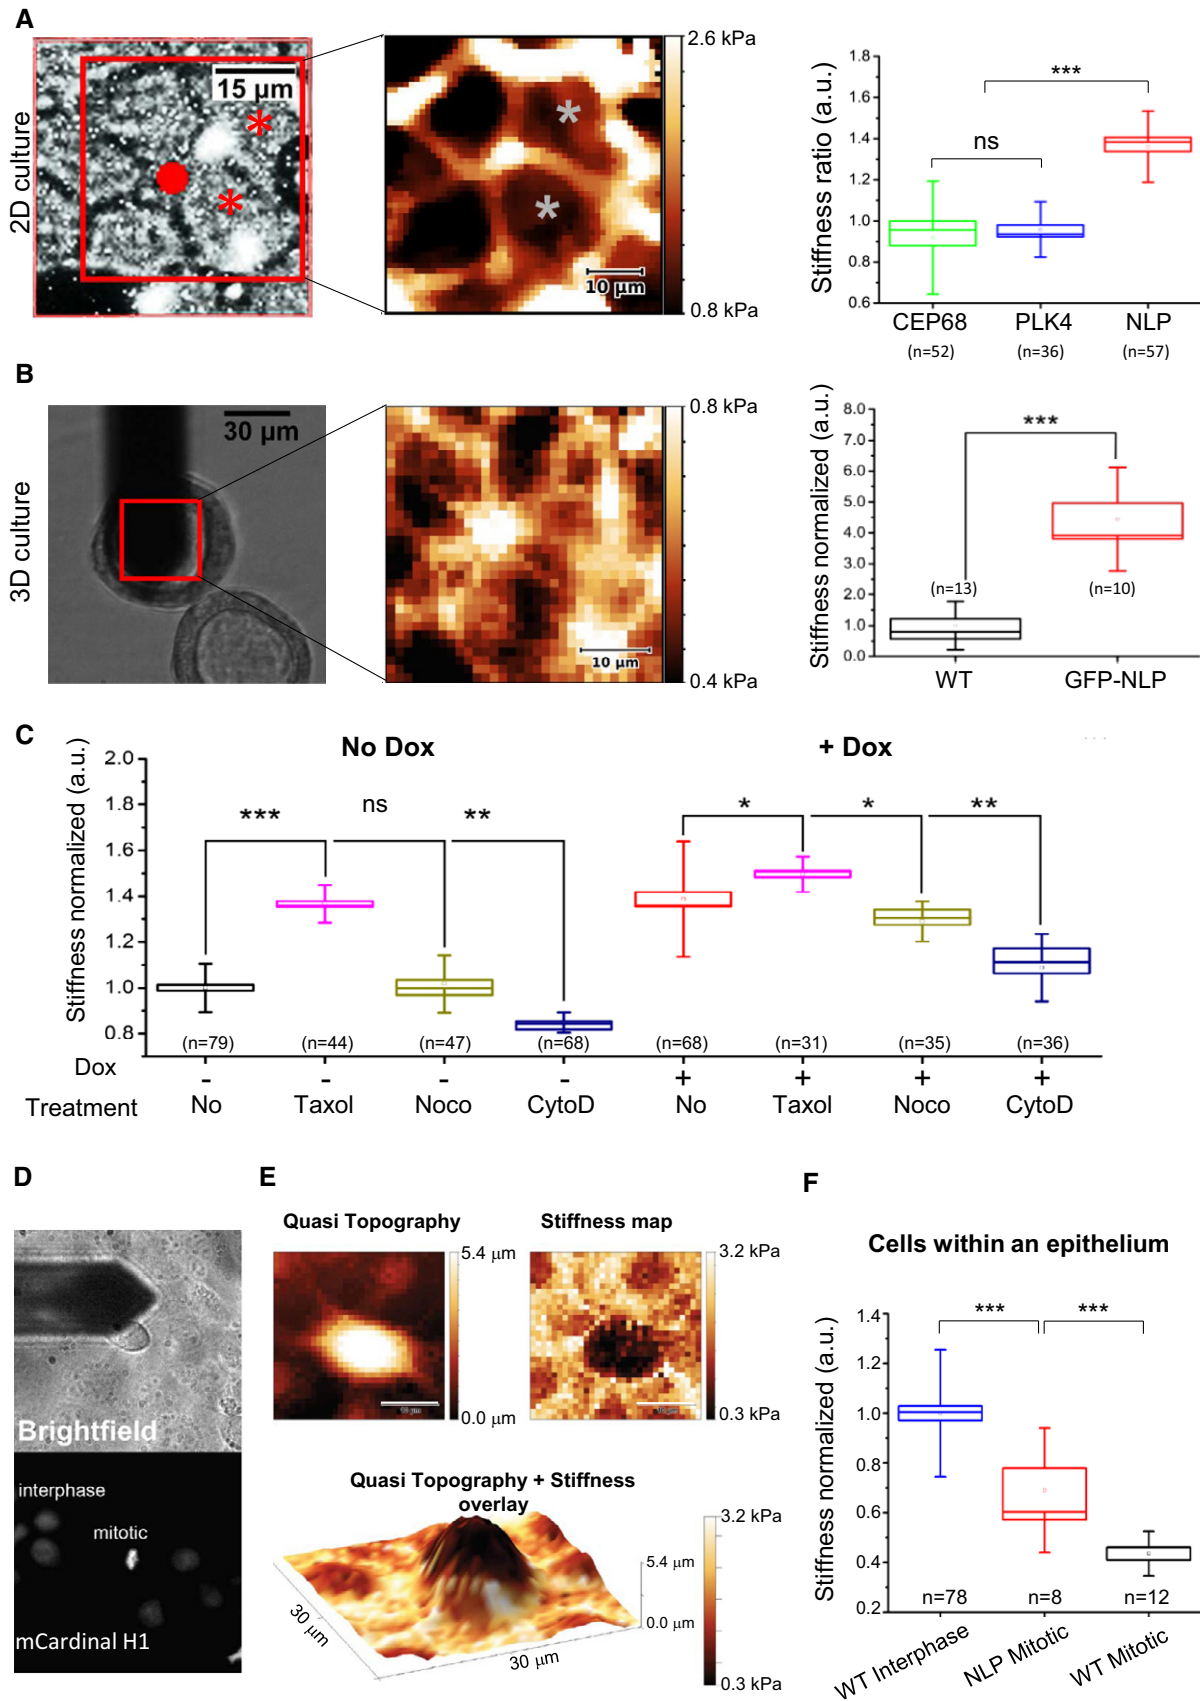 A
2D culture
15 µm
*
*
2.6 kPa
*
*
10 µm
0.8 kPa
Stiffness ratio (a.u.)
1.8
1.6
1.4
1.2
1.0
0.8
0.6
***
ns
CEP68 PLK4 NLP
(n=52) (n=36) (n=57)
B
3D culture
30 µm
0.8 kPa
10 µm
0.4 kPa
Stiffness normalized (a.u.)
8.0
7.0
6.0
5.0
4.0
3.0
2.0
1.0
0.0
***
(n=13) (n=10)
WT GFP-NLP
C
No Dox + Dox
Stiffness normalized (a.u.)
2.0
1.8
1.6
1.4
1.2
1.0
0.8
*** ns ** * * **
(n=79) (n=44) (n=47) (n=68) (n=68) (n=31) (n=35) (n=36)
Dox - - - - + + + +
Treatment No Taxol Noco CytoD No Taxol Noco CytoD
D
Brightfield
interphase
mitotic
mCardinal H1
E
Quasi Topography
5.4 µm
10 µm
0.0 µm
Stiffness map
3.2 kPa
0.3 kPa
Quasi Topography + Stiffness
overlay
3.2 kPa
5.4 µm
0.0 µm
30 µm
30 µm
0.3 kPa
F
Cells within an epithelium
Stiffness normalized (a.u.)
1.4
1.2
1.0
0.8
0.6
0.4
0.2
*** ***
n=78 n=8 n=12
WT Interphase NLP Mitotic WT Mitotic